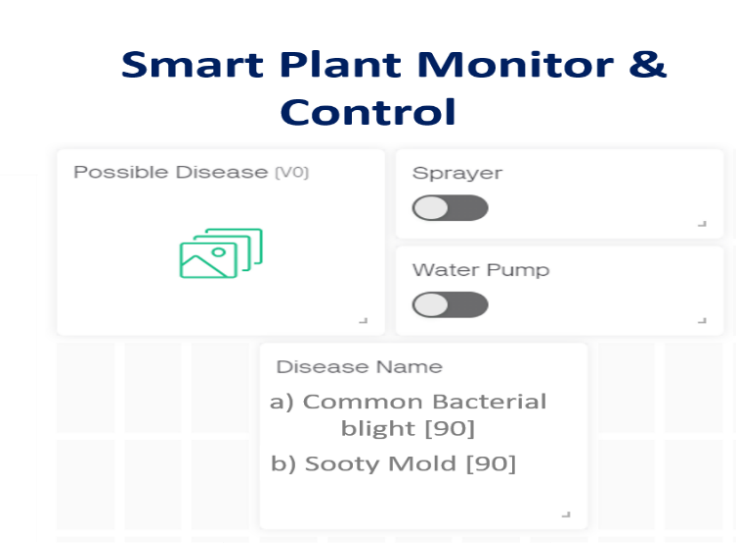 Smart Plant Monitor &
Control
Possible Disease (V0)
Sprayer
Water Pump
Disease Name
a) Common Bacterial
blight [90]
b) Sooty Mold [90]